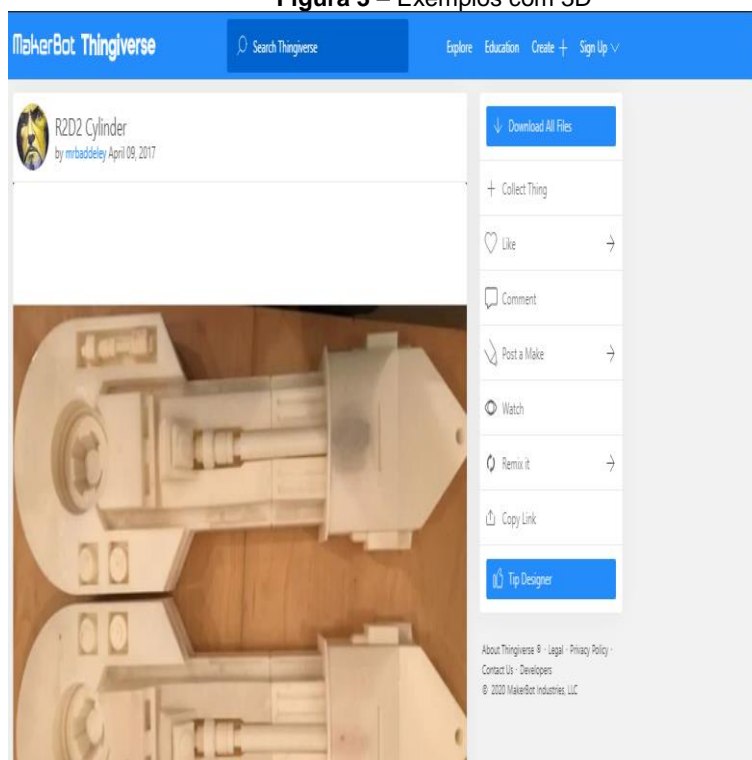 Figura 3 – Exemplos com 3D
MakerBot Thingiverse
Search Thingiverse
Explore Education Create + Sign Up
R2D2 Cylinder
by mrbaddeley April 09, 2017
Download All Files
Collect Thing
Like
Comment
Post a Make
Watch
Remix it
Copy Link
Tip Designer
About Thingiverse ® · Legal · Privacy Policy ·
Contact Us · Developers
© 2020 MakerBot Industries, LLC